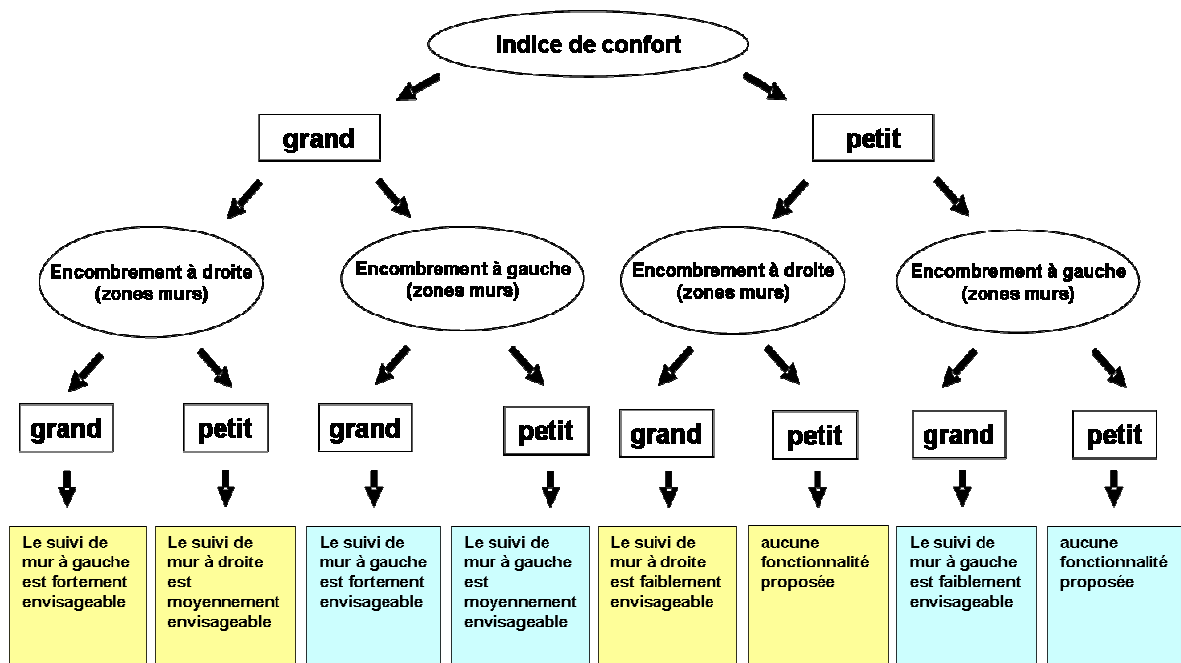 Indice de confort
grand
petit
Encombrement à droite
(zones murs)
Encombrement à gauche
(zones murs)
Encombrement à droite
(zones murs)
Encombrement à gauche
(zones murs)
grand
petit
grand
petit
grand
petit
grand
petit
Le suivi de
mur à gauche
est fortement
envisageable
Le suivi de
mur à droite
est
moyennement
envisageable
Le suivi de
mur à gauche
est fortement
envisageable
Le suivi de
mur à gauche
est
moyennement
envisageable
Le suivi de
mur à droite
est faiblement
envisageable
aucune
fonctionnalité
proposée
Le suivi de
mur à gauche
est faiblement
envisageable
aucune
fonctionnalité
proposée